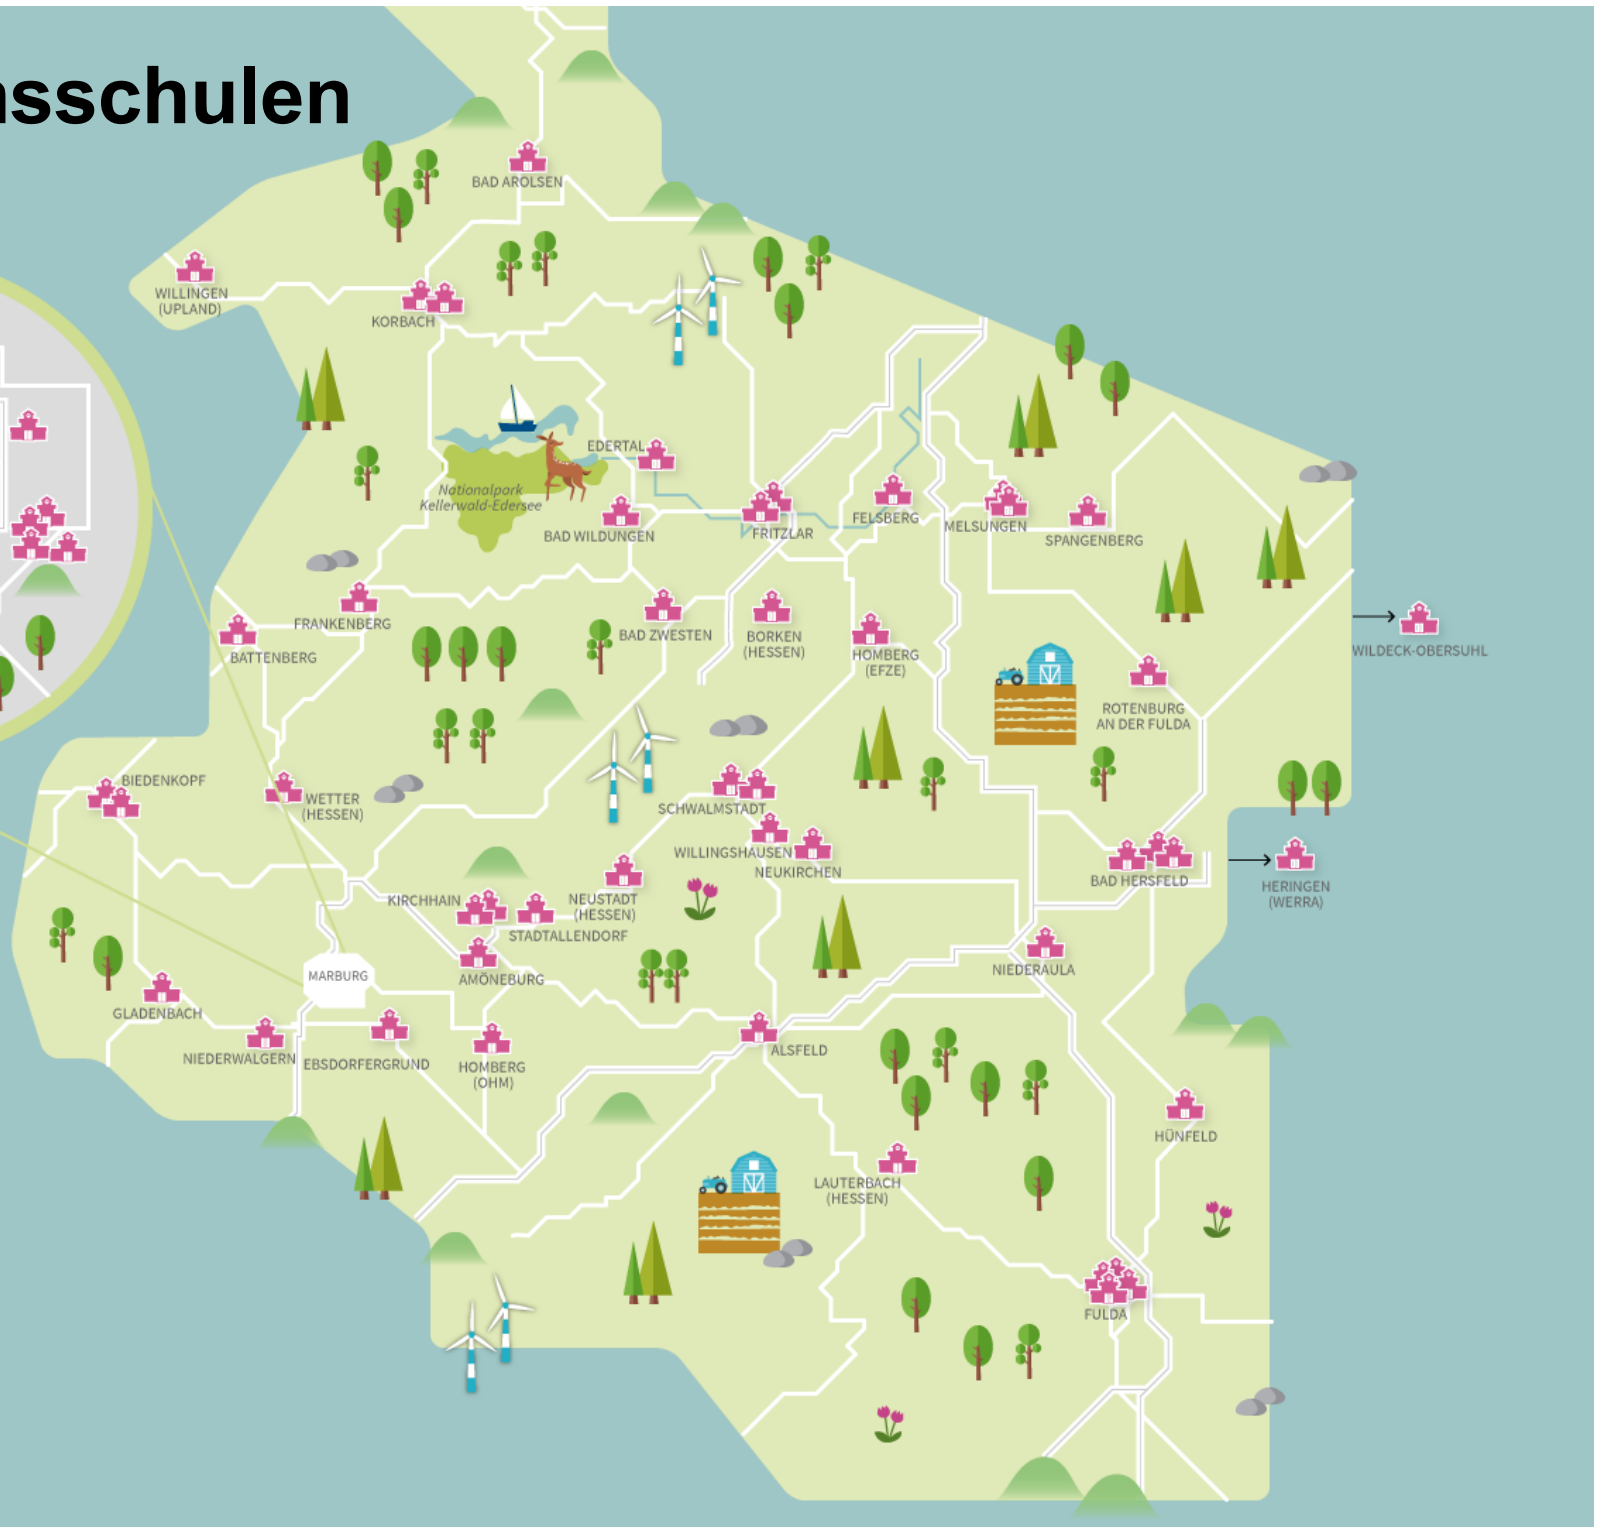 nsschulen
BAD AROLSEN
WILLINGEN
(UPLAND)
KORBACH
EDERTAL
Nationalpark
Kellerwald-Edersee
BAD WILDUNGEN
FRITZLAR
FELSBERG
MELSUNGEN
SPANGENBERG
FRANKENBERG
BATTENBERG
BAD ZWESTEN
BORKEN
(HESSEN)
HOMBERG
(EFZE)
WILDECK-OBERSUHL
ROTENBURG
AN DER FULDA
BIEDENKOPF
WETTER
(HESSEN)
SCHWALMSTADT
WILLINGSHAUSEN
NEUKIRCHEN
BAD HERSFELD
HERINGEN
(WERRA)
KIRCHHAIN
NEUSTADT
(HESSEN)
STADTALLENDORF
AMÖNEBURG
MARBURG
NIEDERAULA
GLADENBACH
NIEDERWALGERN
EBSDORFERGRUND
HOMBERG
(OHM)
ALSFELD
HÜNFELD
LAUTERBACH
(HESSEN)
FULDA